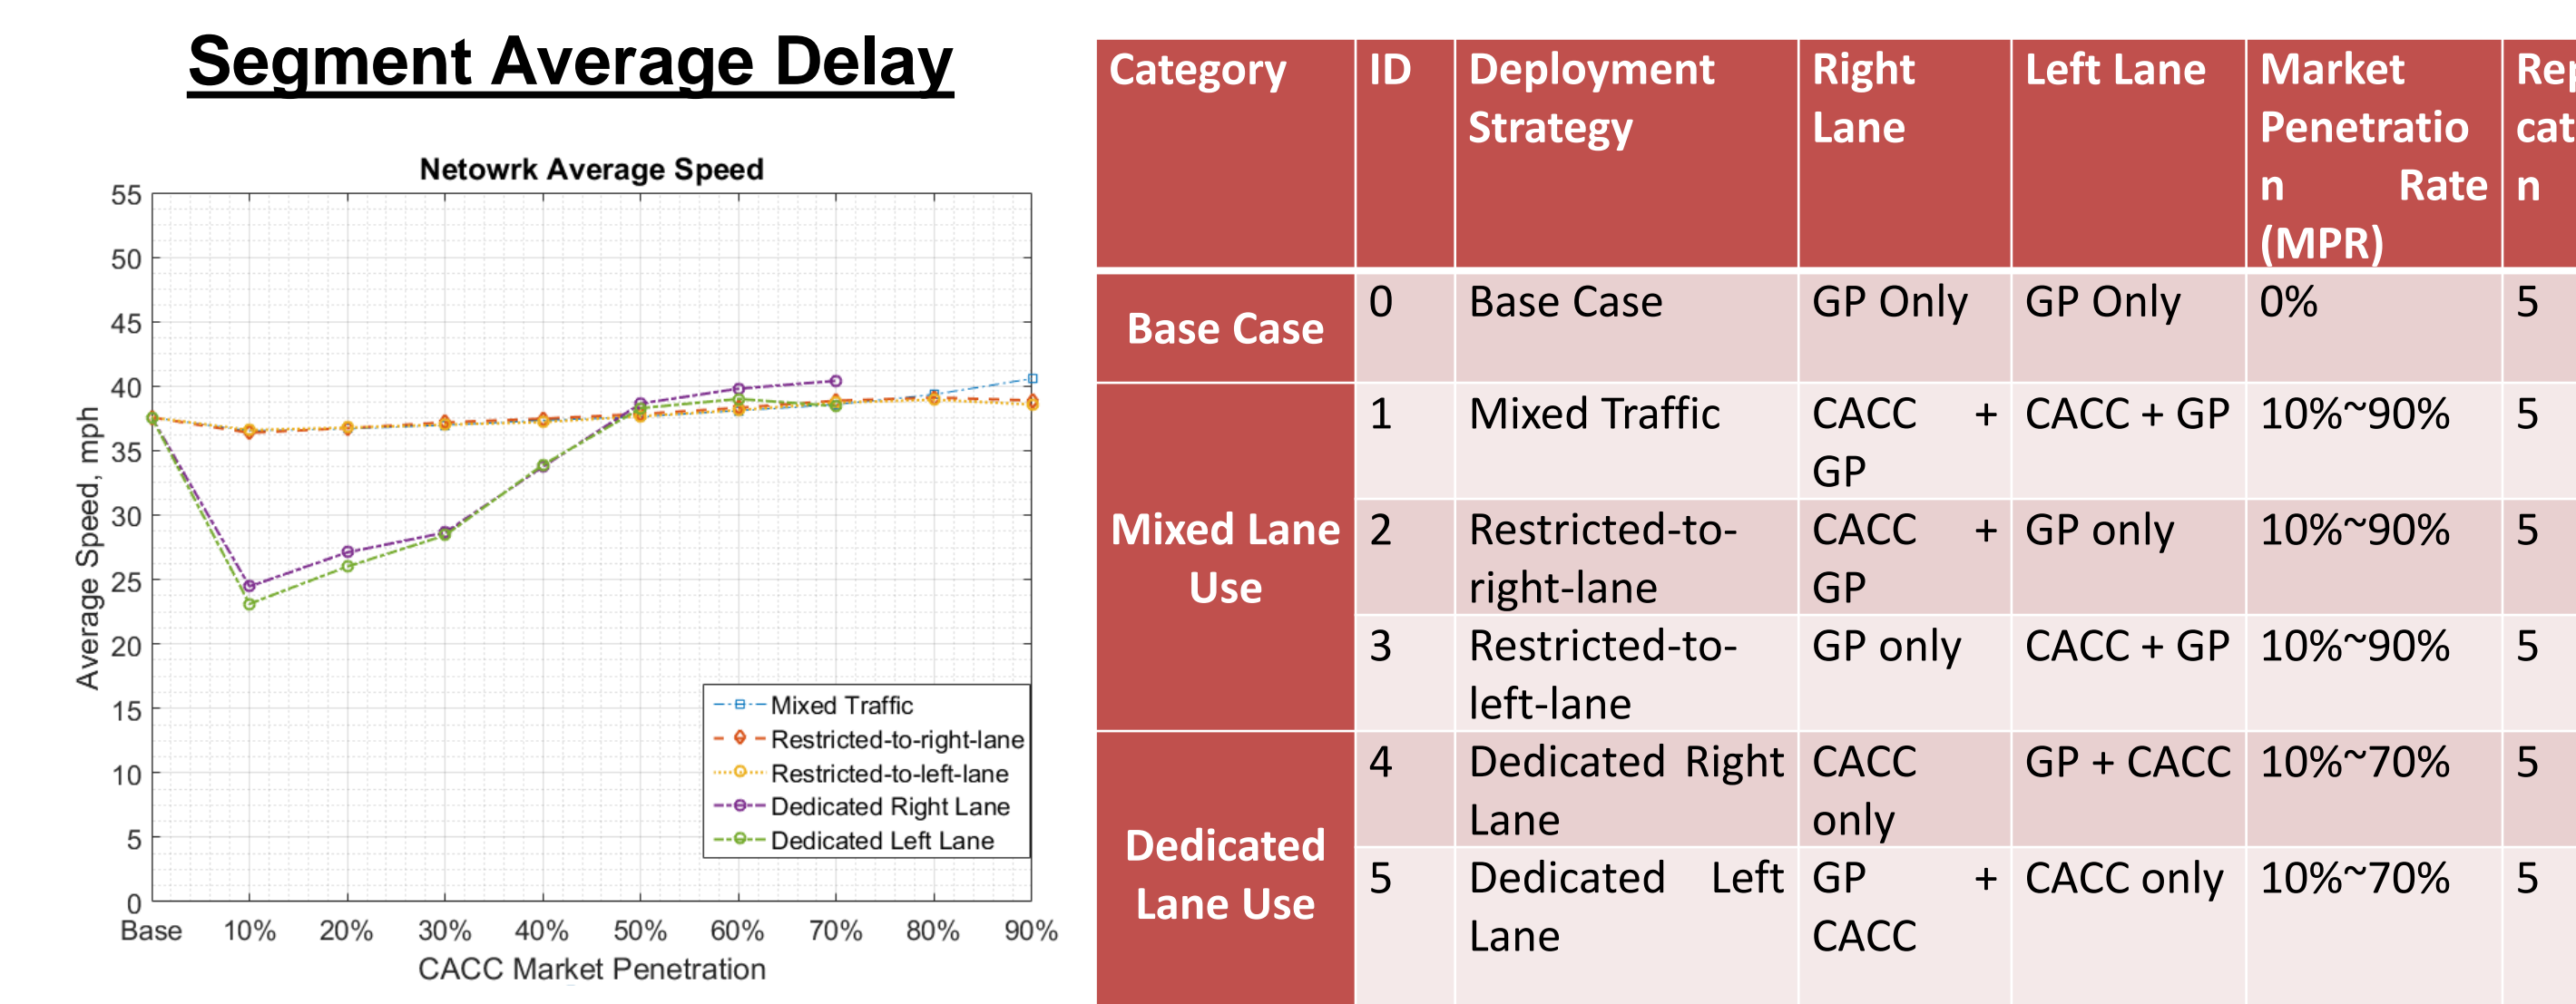 Segment Average Delay
Netowrk Average Speed
55
50
45
40
35
30
25
20
15
10
5
0
Average Speed, mph
Base 10% 20% 30% 40% 50% 60% 70% 80% 90%
CACC Market Penetration
Mixed Traffic
Restricted-to-right-lane
Restricted-to-left-lane
Dedicated Right Lane
Dedicated Left Lane
Category ID Deployment Right Left Lane Market Rep
Strategy Lane Penetratio cat
n Rate n
(MPR)
Base Case 0 Base Case GP Only GP Only 0% 5
Mixed Lane
Use
1 Mixed Traffic CACC + CACC + GP 10%~90% 5
GP
2 Restricted-to- CACC + GP only 10%~90% 5
right-lane GP
3 Restricted-to- GP only CACC + GP 10%~90% 5
left-lane
Dedicated
Lane Use
4 Dedicated Right CACC GP + CACC 10%~70% 5
Lane only
5 Dedicated Left GP + CACC only 10%~70% 5
Lane CACC